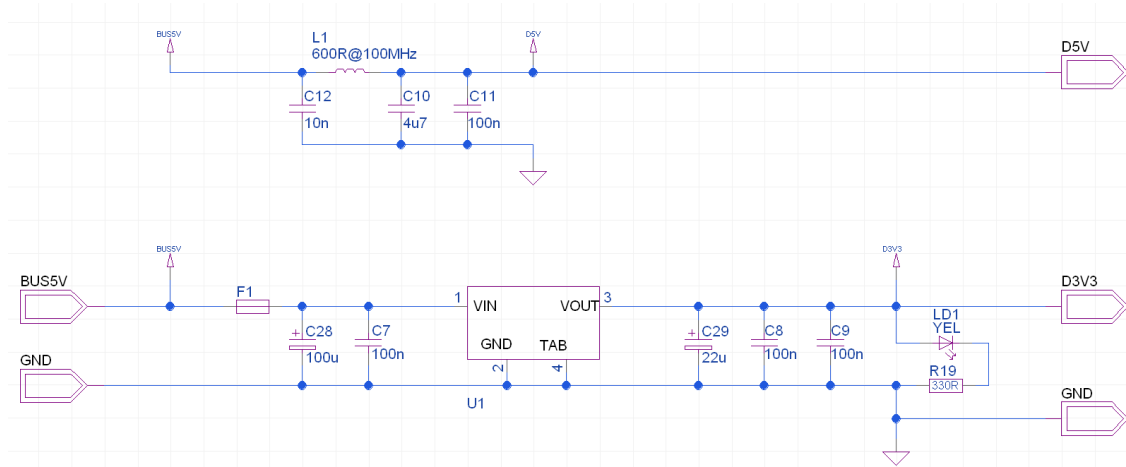 BUS5V
L1
600R@100MHz
D5V
D5V
C12
10n
C10
4u7
C11
100n
BUS5V
D3V3
BUS5V
F1
1
VIN
VOUT
3
D3V3
LD1
YEL
C28
+
100u
C7
100n
GND
TAB
2
4
C29
+
22u
C8
100n
C9
100n
GND
R19
330R
GND
U1